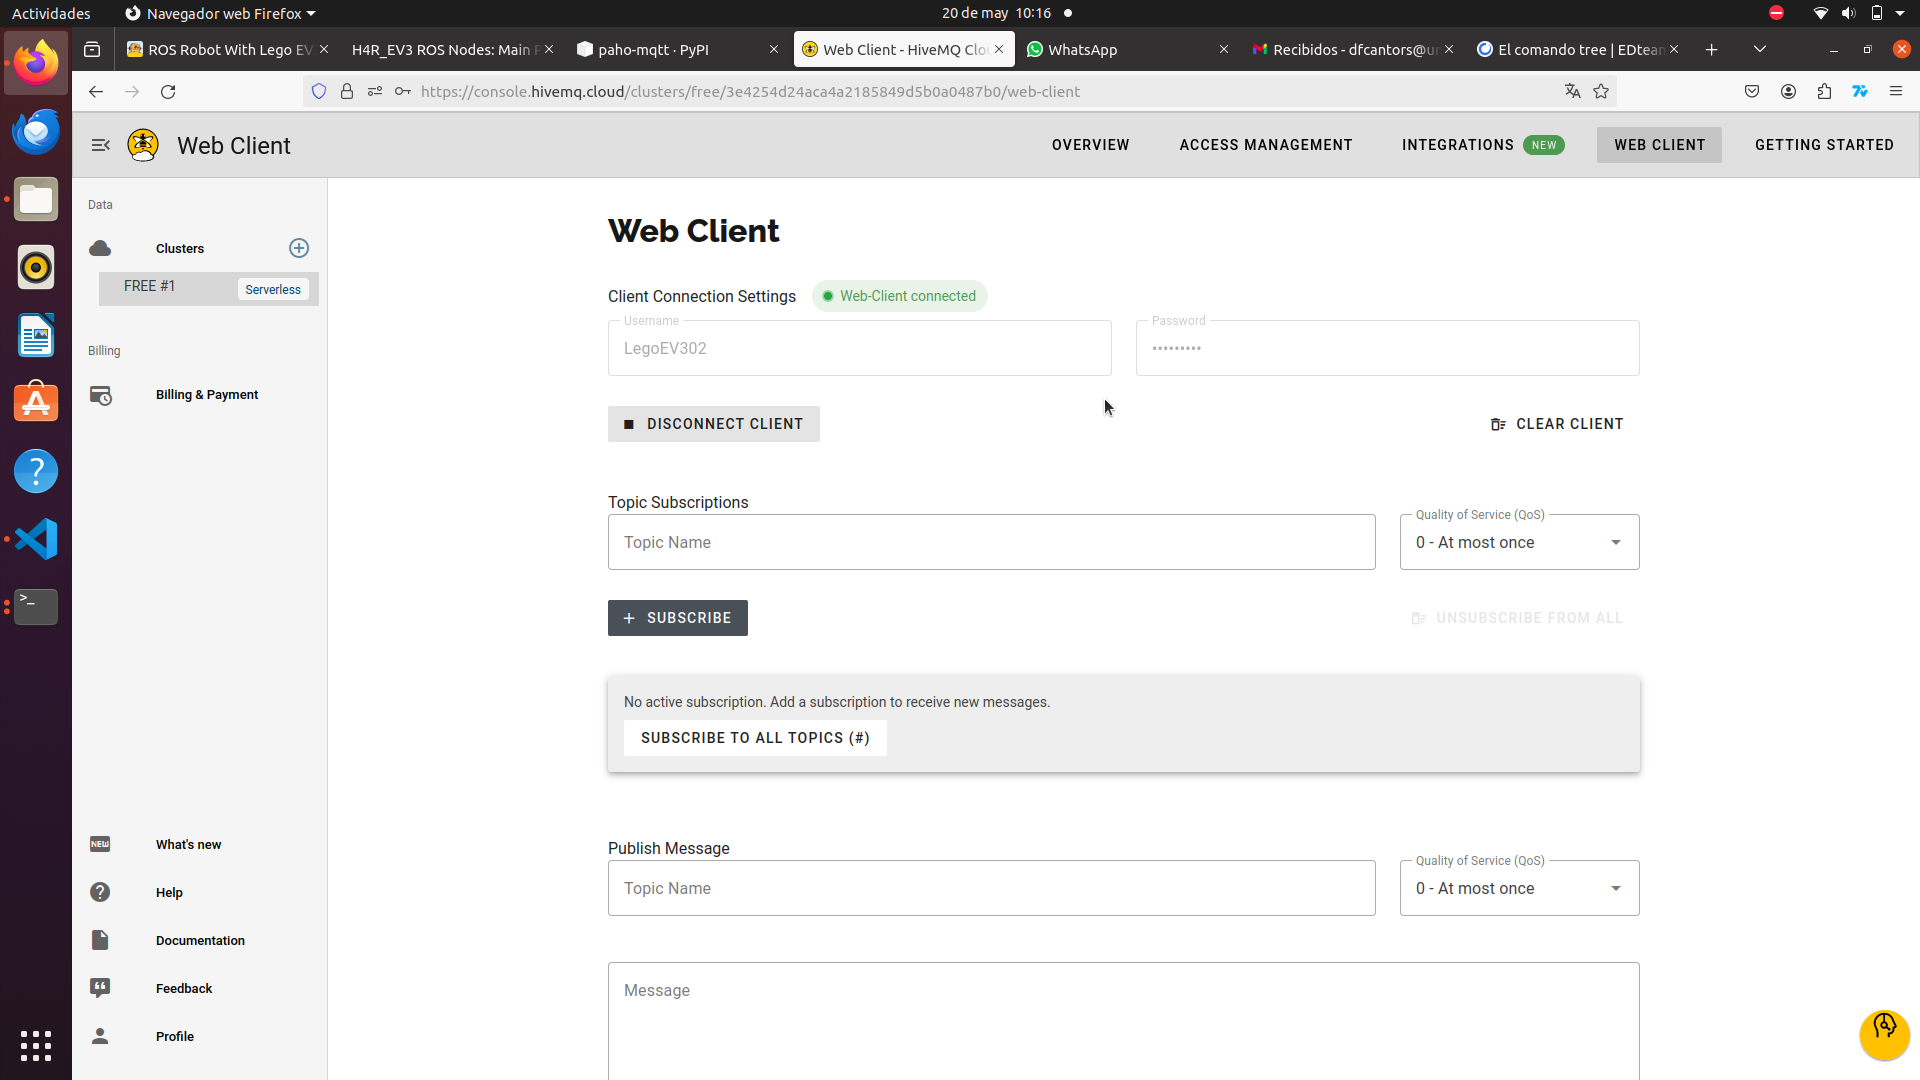 Actividades
Navegador web Firefox
20 de may 10:16
ROS Robot With Lego EV
H4R_EV3 ROS Nodes: Main P
paho-mqtt · PyPI
Web Client - HiveMQ Clou
WhatsApp
Recibidos - dfcantors@un
El comando tree | EDteam
https://console.hivemq.cloud/clusters/free/3e4254d24aca4a2185849d5b0a0487b0/web-client
Web Client
OVERVIEW
ACCESS MANAGEMENT
INTEGRATIONS NEW
WEB CLIENT
GETTING STARTED
Data
Clusters
FREE #1
Serverless
Billing
Billing & Payment
What's new
Help
Documentation
Feedback
Profile
Web Client
Client Connection Settings
Web-Client connected
Username
LegoEV302
Password
•••••••••
DISCONNECT CLIENT
CLEAR CLIENT
Topic Subscriptions
Topic Name
Quality of Service (QoS)
0 - At most once
SUBSCRIBE
UNSUBSCRIBE FROM ALL
No active subscription. Add a subscription to receive new messages.
SUBSCRIBE TO ALL TOPICS (#)
Publish Message
Topic Name
Quality of Service (QoS)
0 - At most once
Message